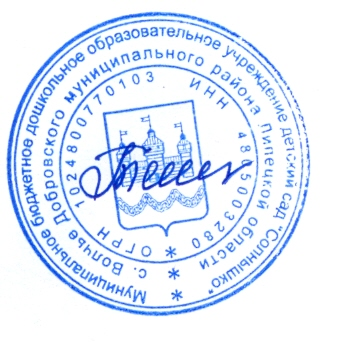 Муниципальное бюджетное дошкольное образовательное учреждение детский сад "Солнышко"
с. Волчье Добровского муниципального района Липецкой области
ОГРН 1024800770103 ИНН 4805003280